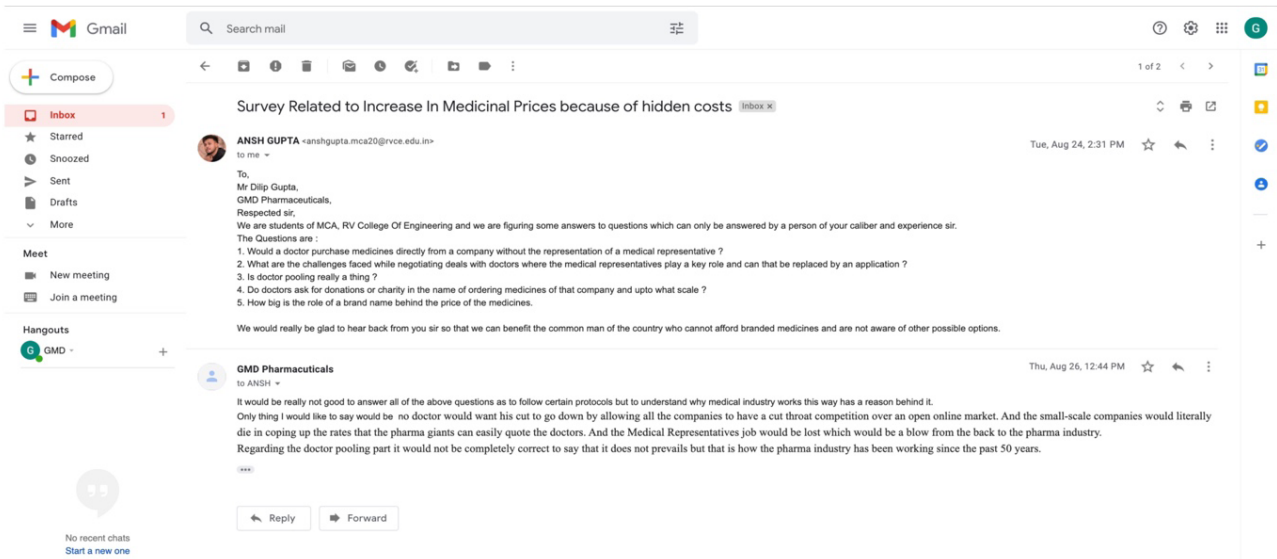 Gmail
Search mail
G
Compose
1 of 2
Inbox 1
Starred
Snoozed
Sent
Drafts
More
Meet
New meeting
Join a meeting
Hangouts
G GMD
No recent chats
Start a new one
Survey Related to Increase In Medicinal Prices because of hidden costs Inbox x
ANSH GUPTA <anshgupta.mca20@rvce.edu.in>
Tue, Aug 24, 2:31 PM
to me
To,
Mr Dilip Gupta,
GMD Pharmaceuticals,
Respected sir,
We are students of MCA, RV College Of Engineering and we are figuring some answers to questions which can only be answered by a person of your caliber and experience sir.
The Questions are :
1. Would a doctor purchase medicines directly from a company without the representation of a medical representative ?
2. What are the challenges faced while negotiating deals with doctors where the medical representatives play a key role and can that be replaced by an application ?
3. Is doctor pooling really a thing ?
4. Do doctors ask for donations or charity in the name of ordering medicines of that company and upto what scale ?
5. How big is the role of a brand name behind the price of the medicines.
We would really be glad to hear back from you sir so that we can benefit the common man of the country who cannot afford branded medicines and are not aware of other possible options.
GMD Pharmacuticals
Thu, Aug 26, 12:44 PM
to ANSH
It would be really not good to answer all of the above questions as to follow certain protocols but to understand why medical industry works this way has a reason behind it.
Only thing I would like to say would be no doctor would want his cut to go down by allowing all the companies to have a cut throat competition over an open online market. And the small-scale companies would literally
die in coping up the rates that the pharma giants can easily quote the doctors. And the Medical Representatives job would be lost which would be a blow from the back to the pharma industry.
Regarding the doctor pooling part it would not be completely correct to say that it does not prevails but that is how the pharma industry has been working since the past 50 years.
Reply
Forward